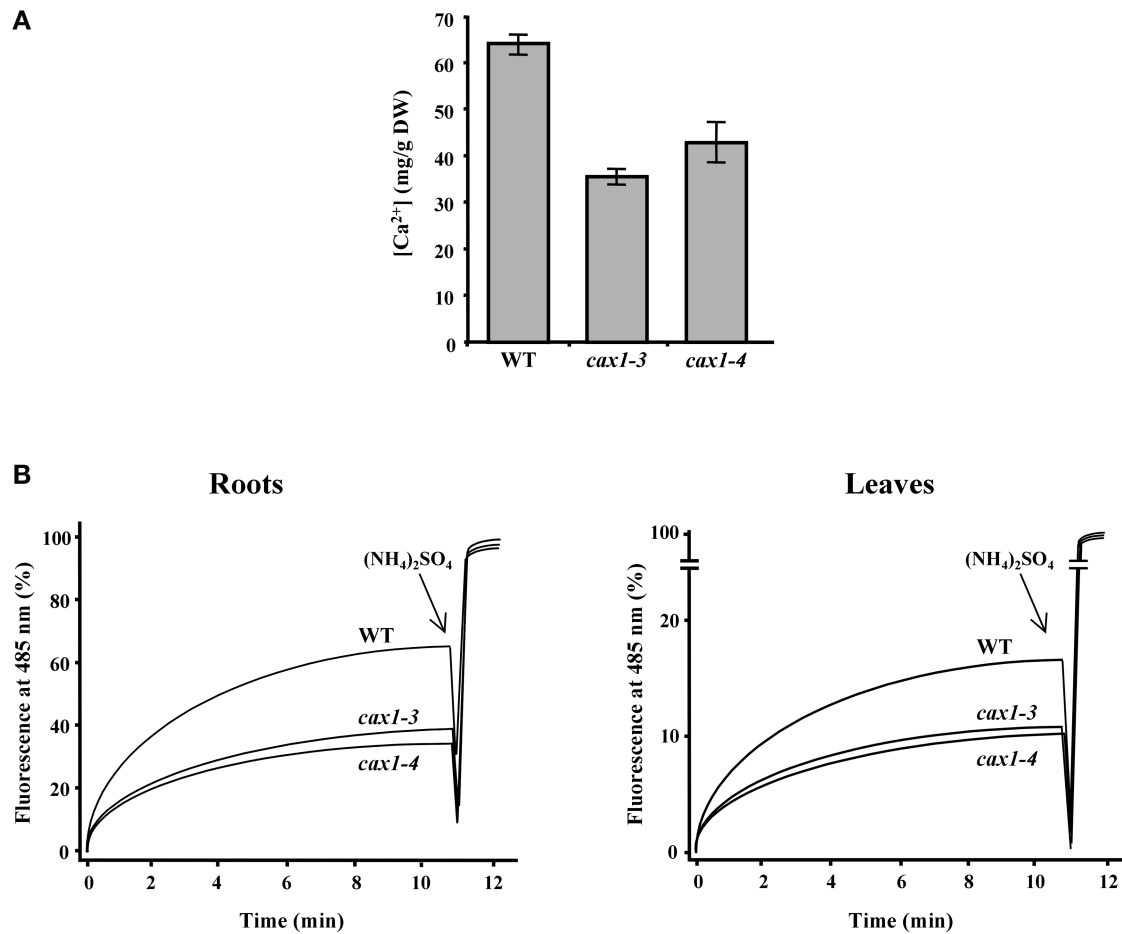 A
[Ca²⁺] (mg/g DW)
70
60
50
40
30
20
10
0
WT
cax1-3
cax1-4
B
Roots
Fluorescence at 485 nm (%)
100
80
60
40
20
0
(NH₄)₂SO₄
WT
cax1-3
cax1-4
0 2 4 6 8 10 12
Time (min)
Leaves
Fluorescence at 485 nm (%)
100
20
10
0
(NH₄)₂SO₄
WT
cax1-3
cax1-4
0 2 4 6 8 10 12
Time (min)